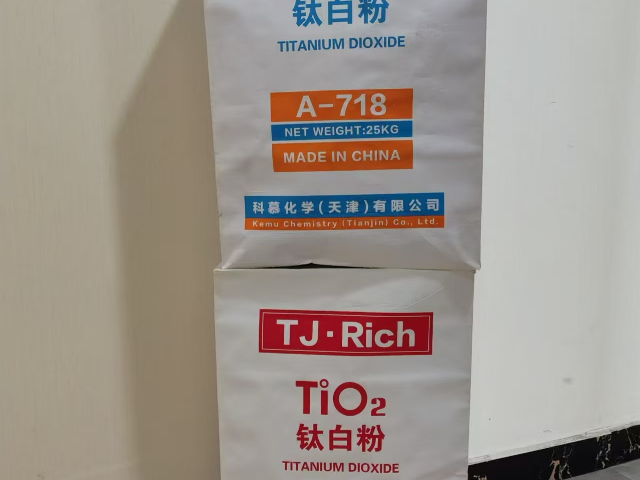 钛白粉
TITANIUM DIOXIDE
A-718
NET WEIGHT:25KG
MADE IN CHINA
科慕化学(天津)有限公司
Kemu Chemistry (Tianjin) Co., Ltd.
TJ·Rich
TiO₂
钛白粉
TITANIUM DIOXIDE